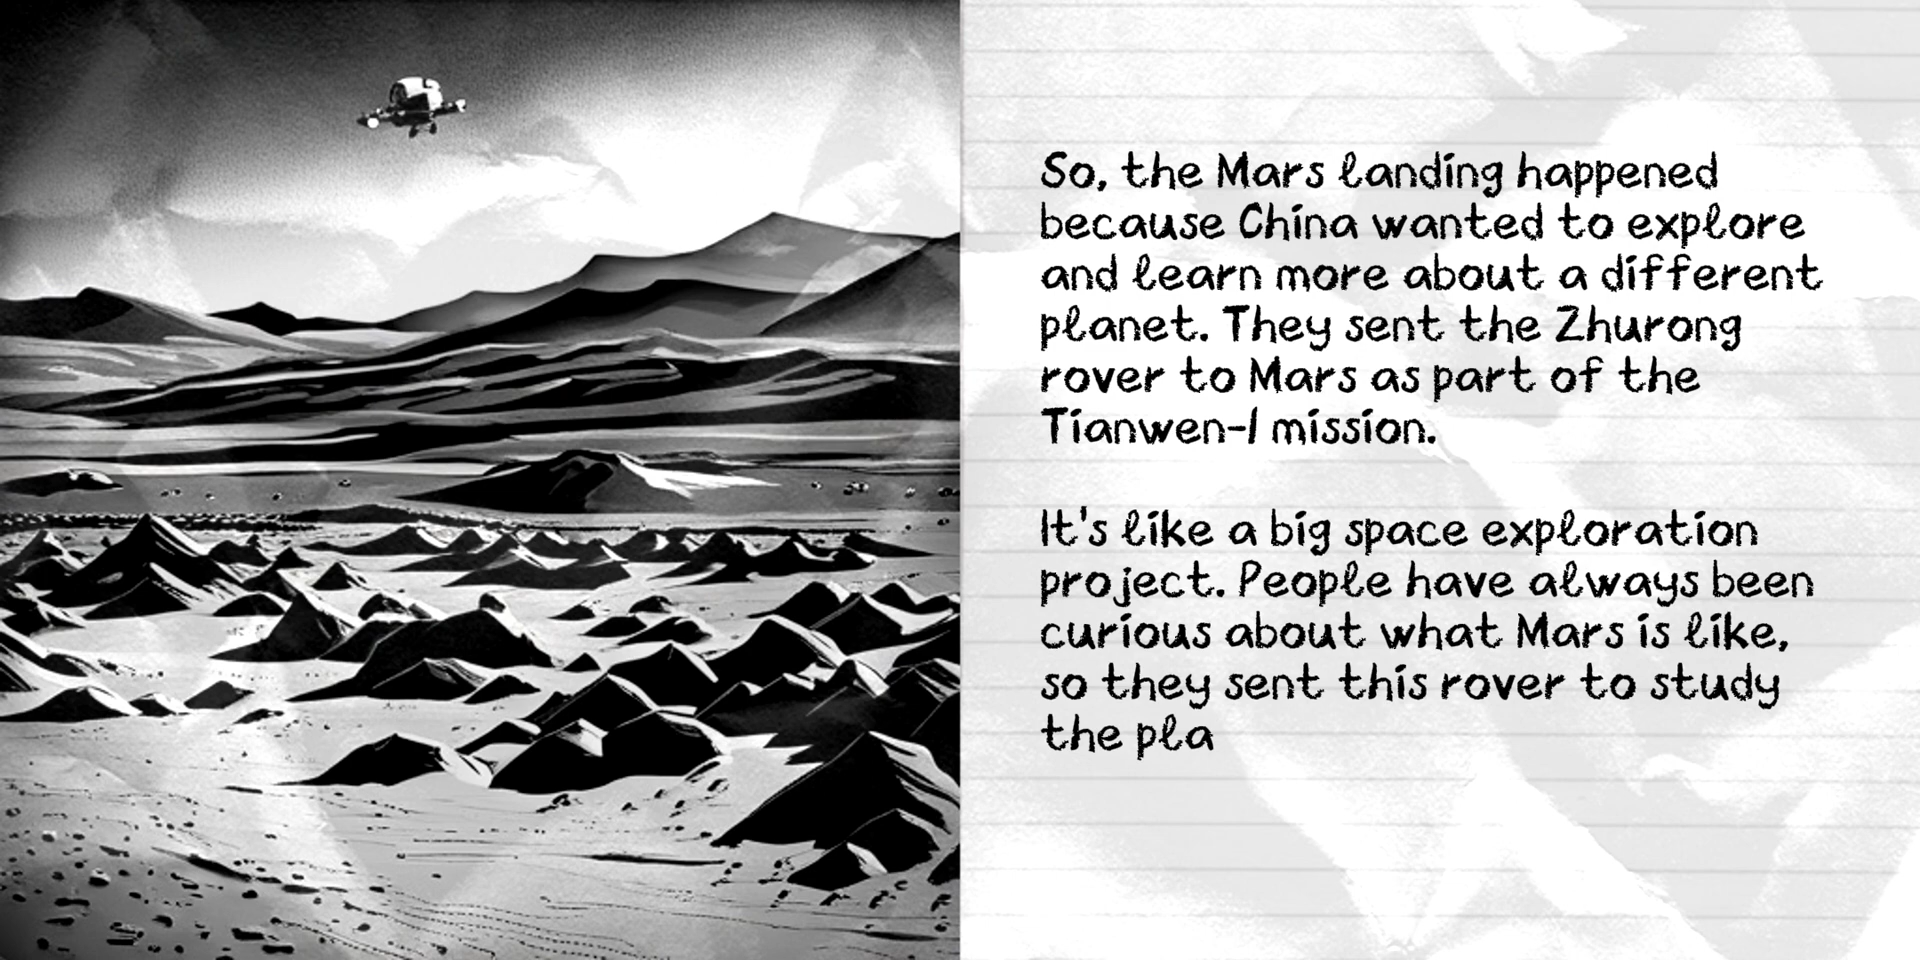 So, the Mars landing happened
because China wanted to explore
and learn more about a different
planet. They sent the Zhurong
rover to Mars as part of the
Tianwen-1 mission.
It's like a big space exploration
project. People have always been
curious about what Mars is like,
so they sent this rover to study
the pla